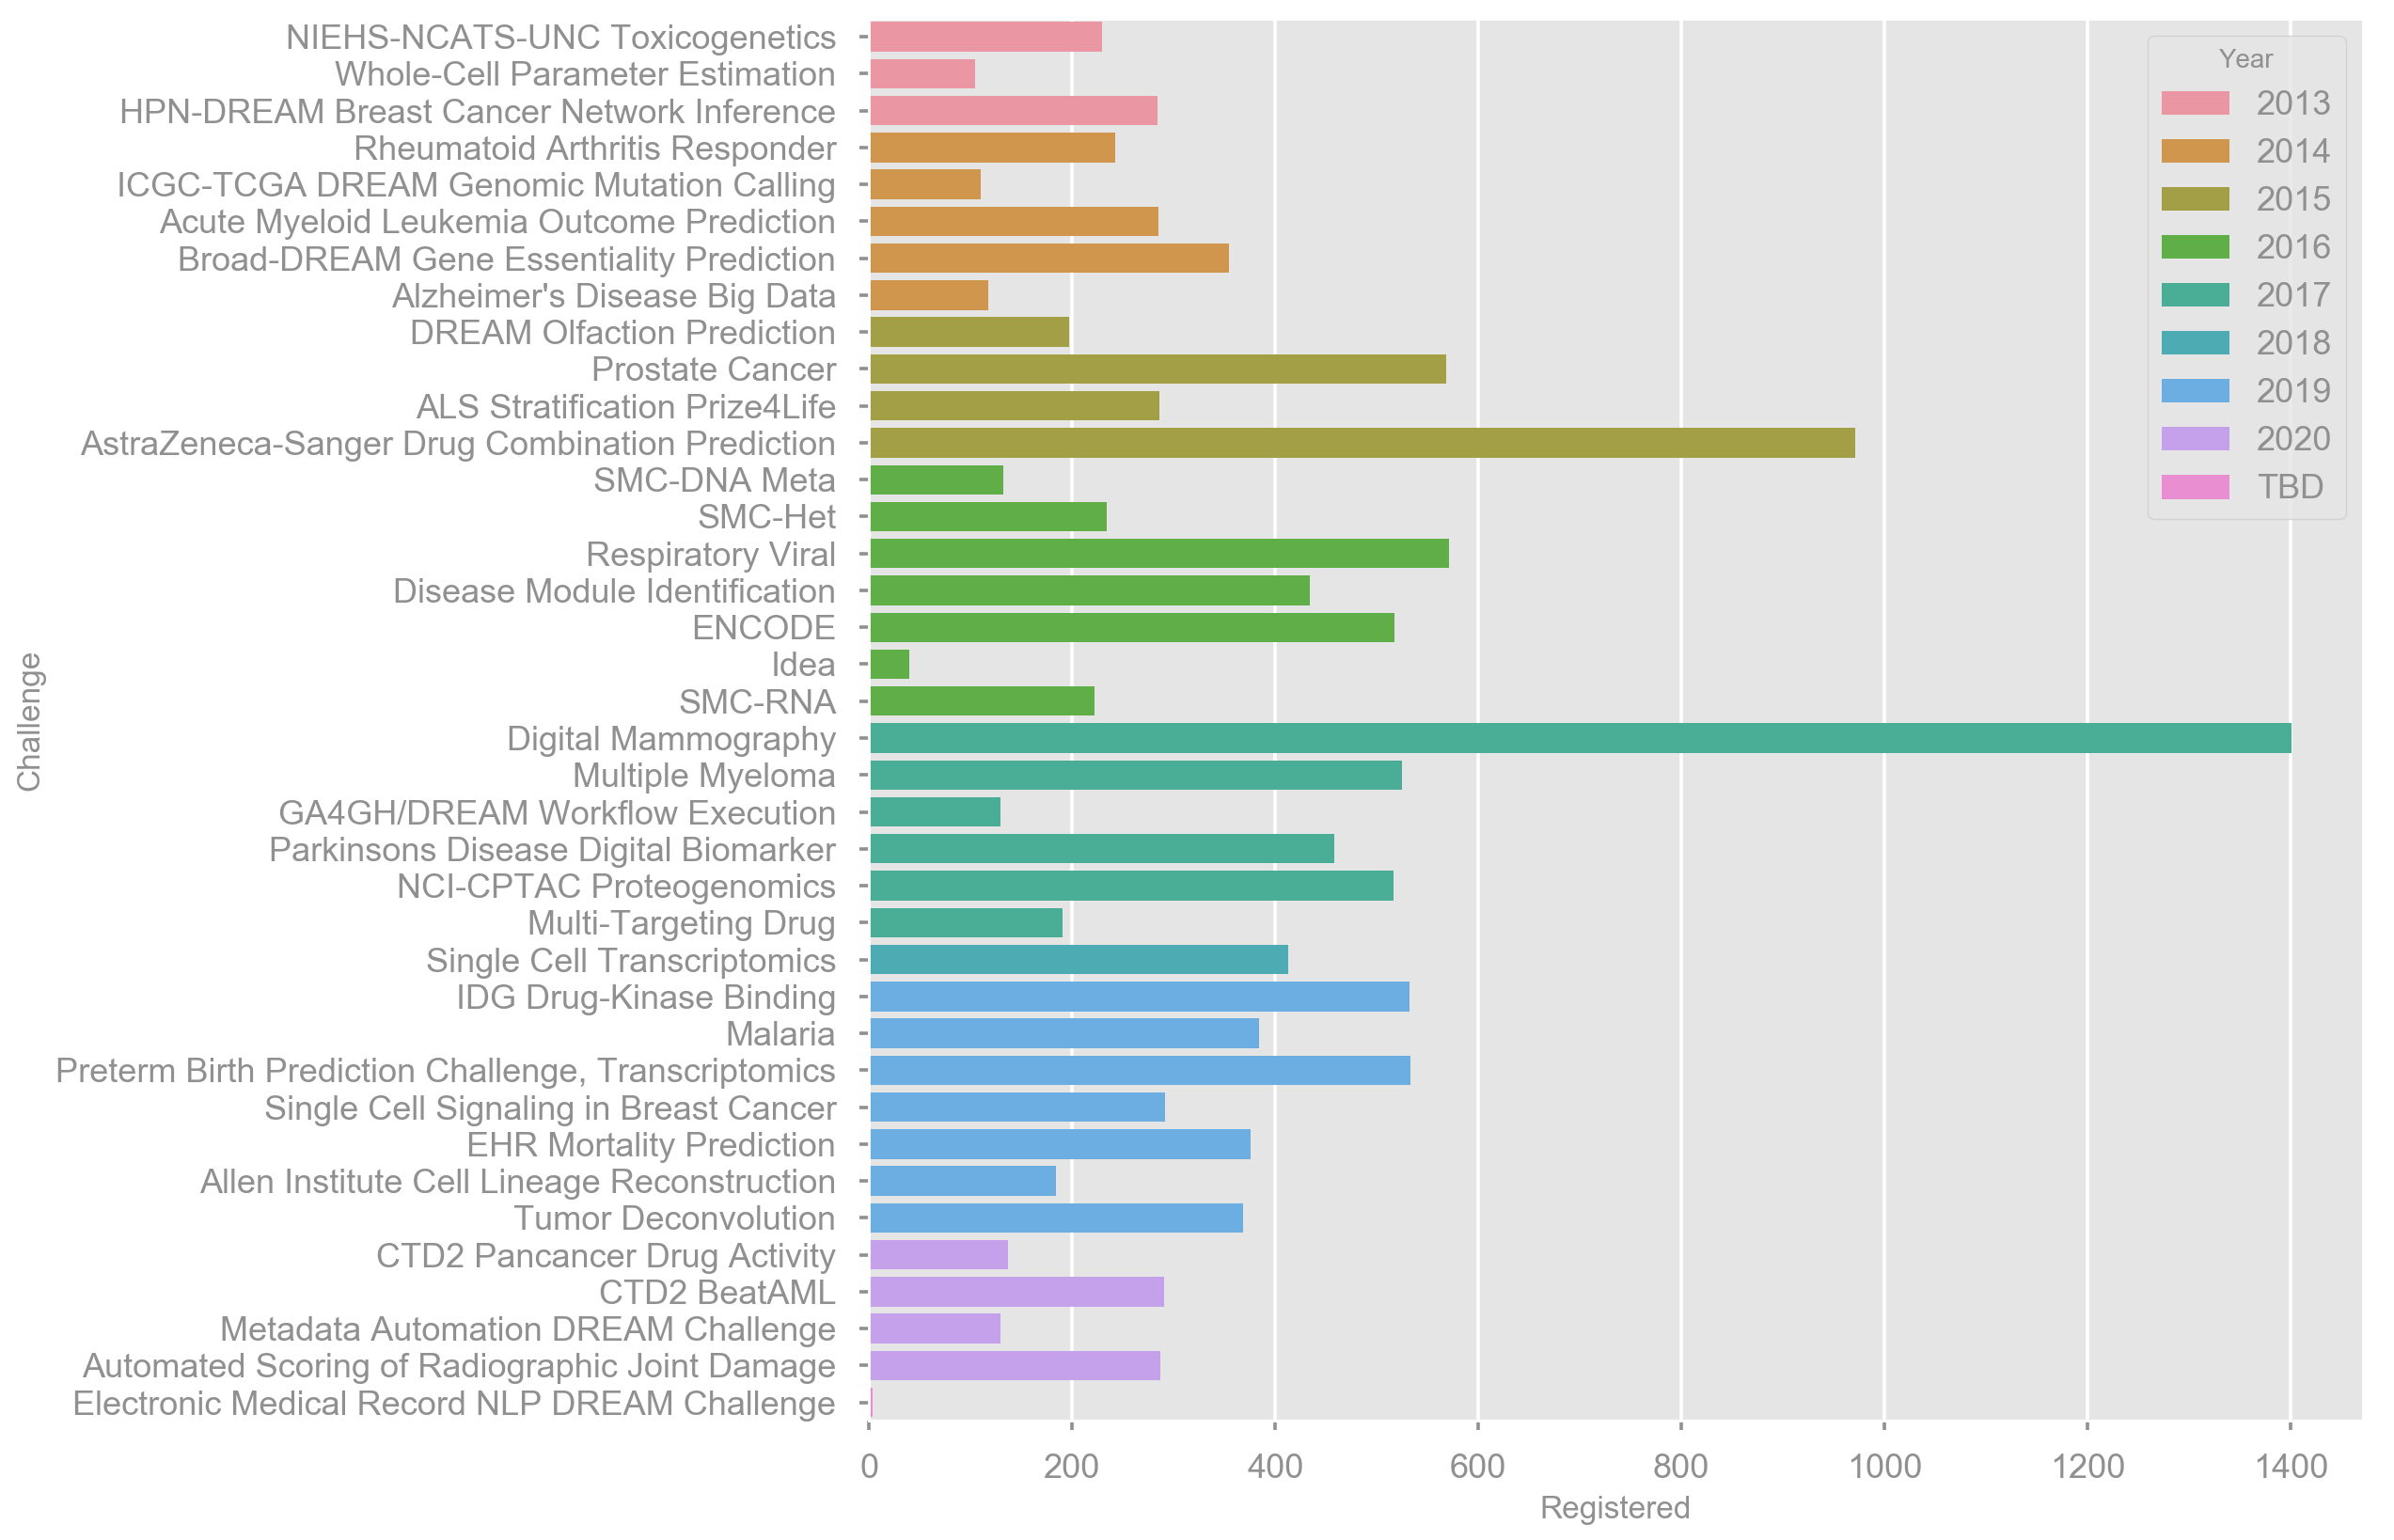 NIEHS-NCATS-UNC Toxicogenetics
Whole-Cell Parameter Estimation
HPN-DREAM Breast Cancer Network Inference
Rheumatoid Arthritis Responder
ICGC-TCGA DREAM Genomic Mutation Calling
Acute Myeloid Leukemia Outcome Prediction
Broad-DREAM Gene Essentiality Prediction
Alzheimer's Disease Big Data
DREAM Olfaction Prediction
Prostate Cancer
ALS Stratification Prize4Life
AstraZeneca-Sanger Drug Combination Prediction
SMC-DNA Meta
SMC-Het
Respiratory Viral
Disease Module Identification
ENCODE
Idea
SMC-RNA
Digital Mammography
Multiple Myeloma
GA4GH/DREAM Workflow Execution
Parkinsons Disease Digital Biomarker
NCI-CPTAC Proteogenomics
Multi-Targeting Drug
Single Cell Transcriptomics
IDG Drug-Kinase Binding
Malaria
Preterm Birth Prediction Challenge, Transcriptomics
Single Cell Signaling in Breast Cancer
EHR Mortality Prediction
Allen Institute Cell Lineage Reconstruction
Tumor Deconvolution
CTD2 Pancancer Drug Activity
CTD2 BeatAML
Metadata Automation DREAM Challenge
Automated Scoring of Radiographic Joint Damage
Electronic Medical Record NLP DREAM Challenge
Challenge
0 200 400 600 800 1000 1200 1400
Registered
Year
2013
2014
2015
2016
2017
2018
2019
2020
TBD